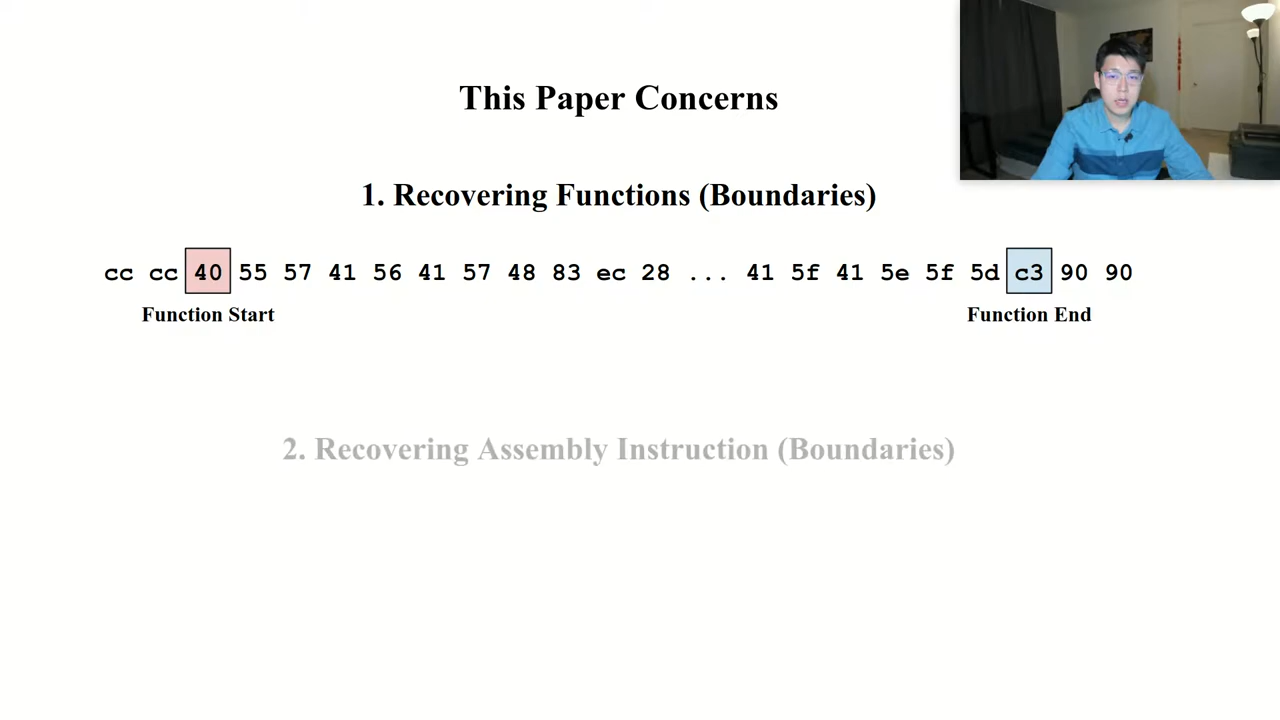 This Paper Concerns
1. Recovering Functions (Boundaries)
cc cc 40 55 57 41 56 41 57 48 83 ec 28 ... 41 5f 41 5e 5f 5d c3 90 90
Function Start Function End
2. Recovering Assembly Instruction (Boundaries)